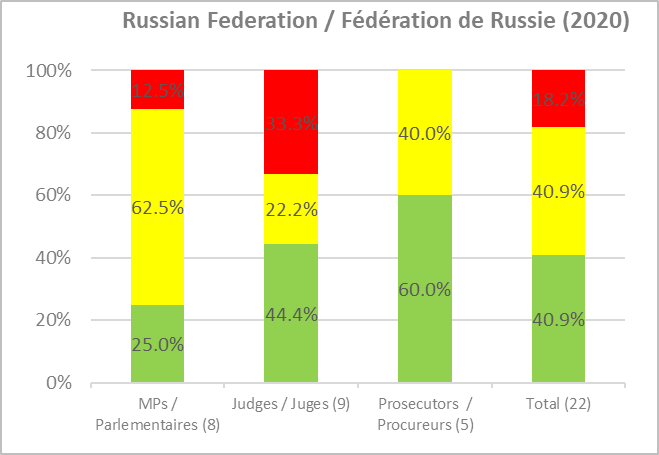 Russian Federation / Fédération de Russie (2020)
100%
80%
60%
40%
20%
0%
12.5%
62.5%
25.0%
33.3%
22.2%
44.4%
40.0%
60.0%
18.2%
40.9%
40.9%
MPs /
Parlementaires (8)
Judges / Juges (9)
Prosecutors /
Procureurs (5)
Total (22)